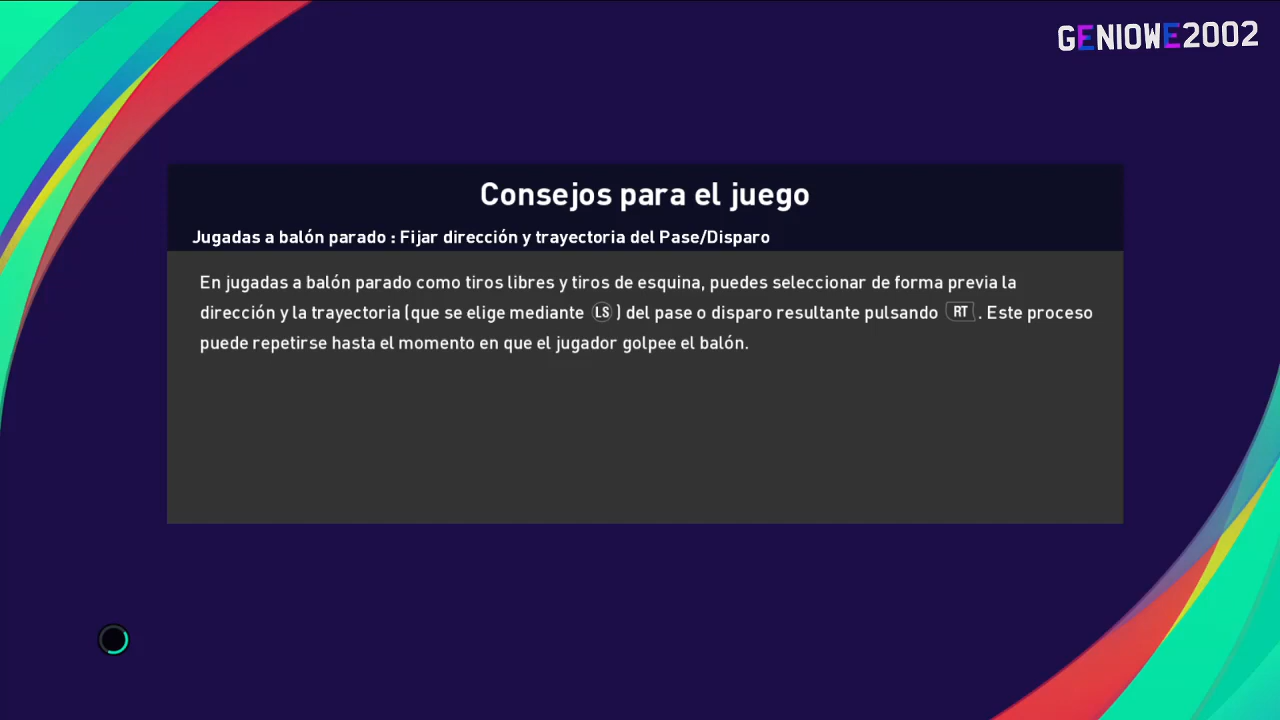 GENIOWE2002
Consejos para el juego
Jugadas a balón parado : Fijar dirección y trayectoria del Pase/Disparo
En jugadas a balón parado como tiros libres y tiros de esquina, puedes seleccionar de forma previa la
dirección y la trayectoria (que se elige mediante LS ) del pase o disparo resultante pulsando RT . Este proceso
puede repetirse hasta el momento en que el jugador golpee el balón.